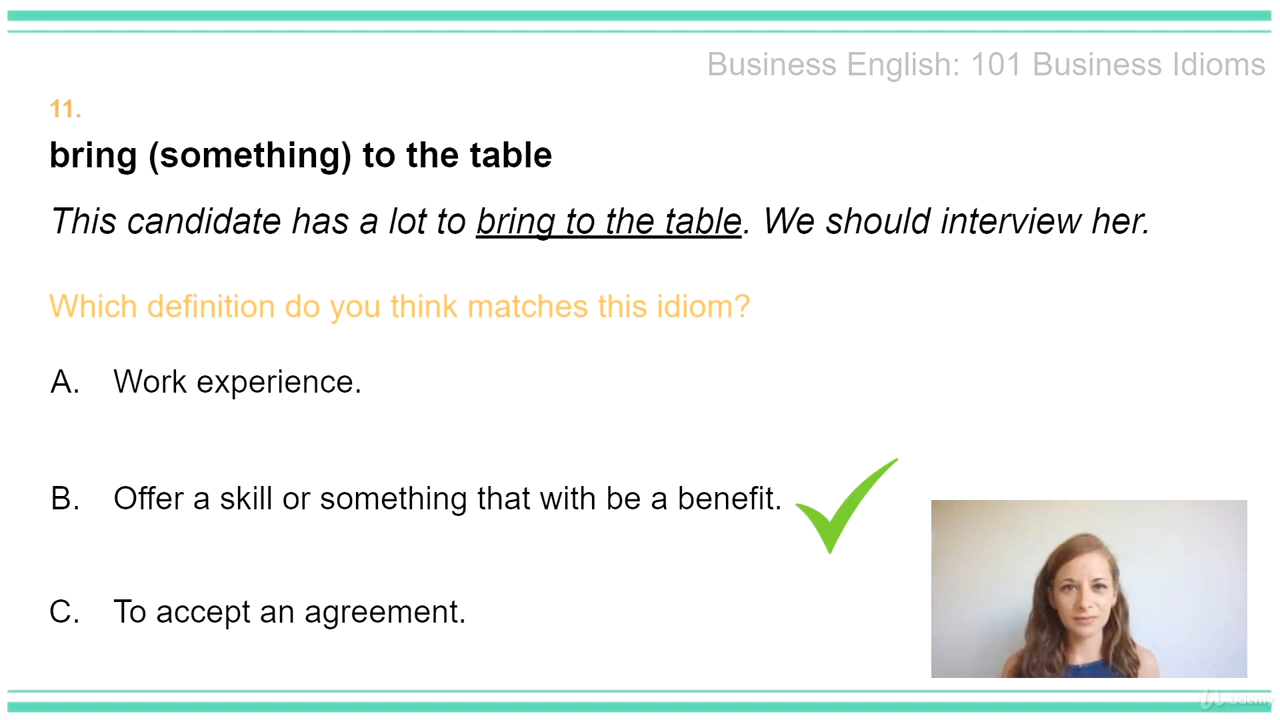 Business English: 101 Business Idioms
11.
bring (something) to the table
This candidate has a lot to bring to the table. We should interview her.
Which definition do you think matches this idiom?
A. Work experience.
B. Offer a skill or something that with be a benefit.
C. To accept an agreement.
Udemy